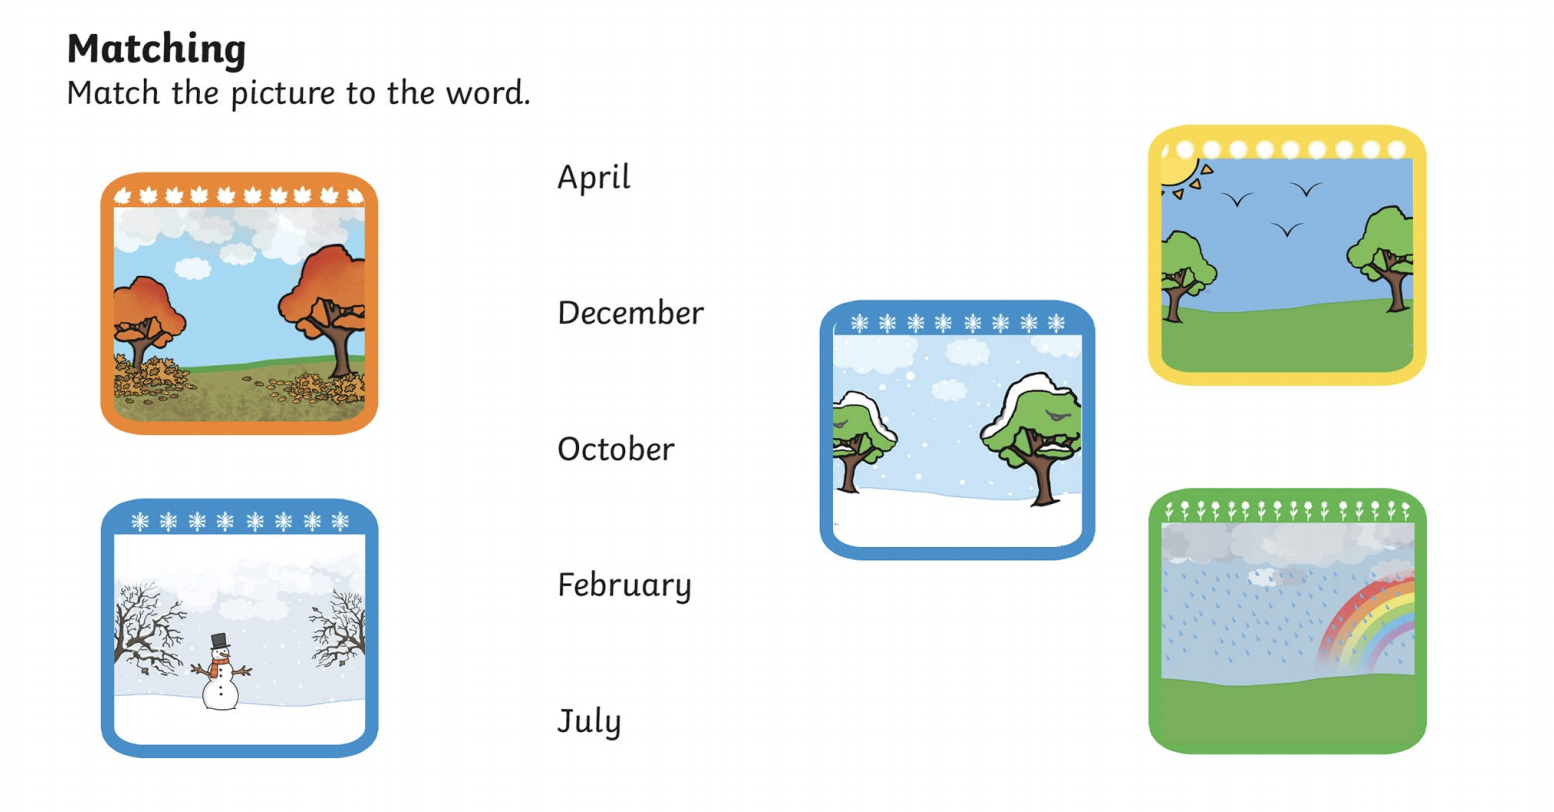 Matching
Match the picture to the word.
April
December
October
February
July